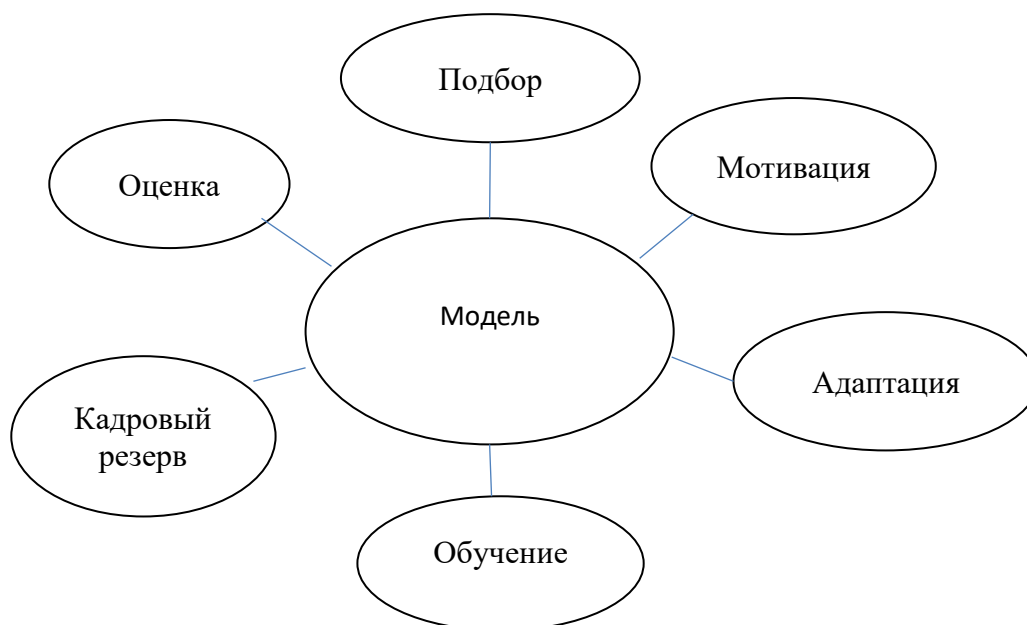 Подбор
Мотивация
Оценка
Модель
Адаптация
Кадровый
резерв
Обучение